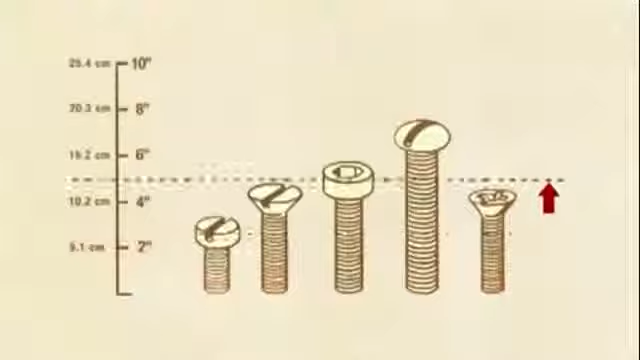 25.4 cm 10"
20.3 cm 8"
15.2 cm 6"
10.2 cm 4"
5.1 cm 2"